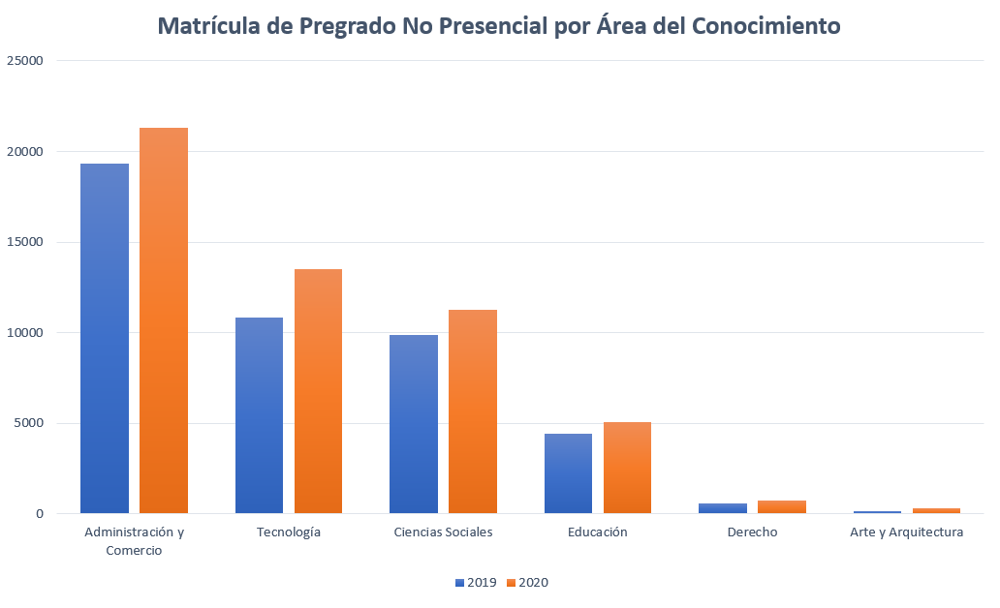 Matrícula de Pregrado No Presencial por Área del Conocimiento
25000
20000
15000
10000
5000
0
Administración y
Comercio
Tecnología
Ciencias Sociales
Educación
Derecho
Arte y Arquitectura
2019 2020